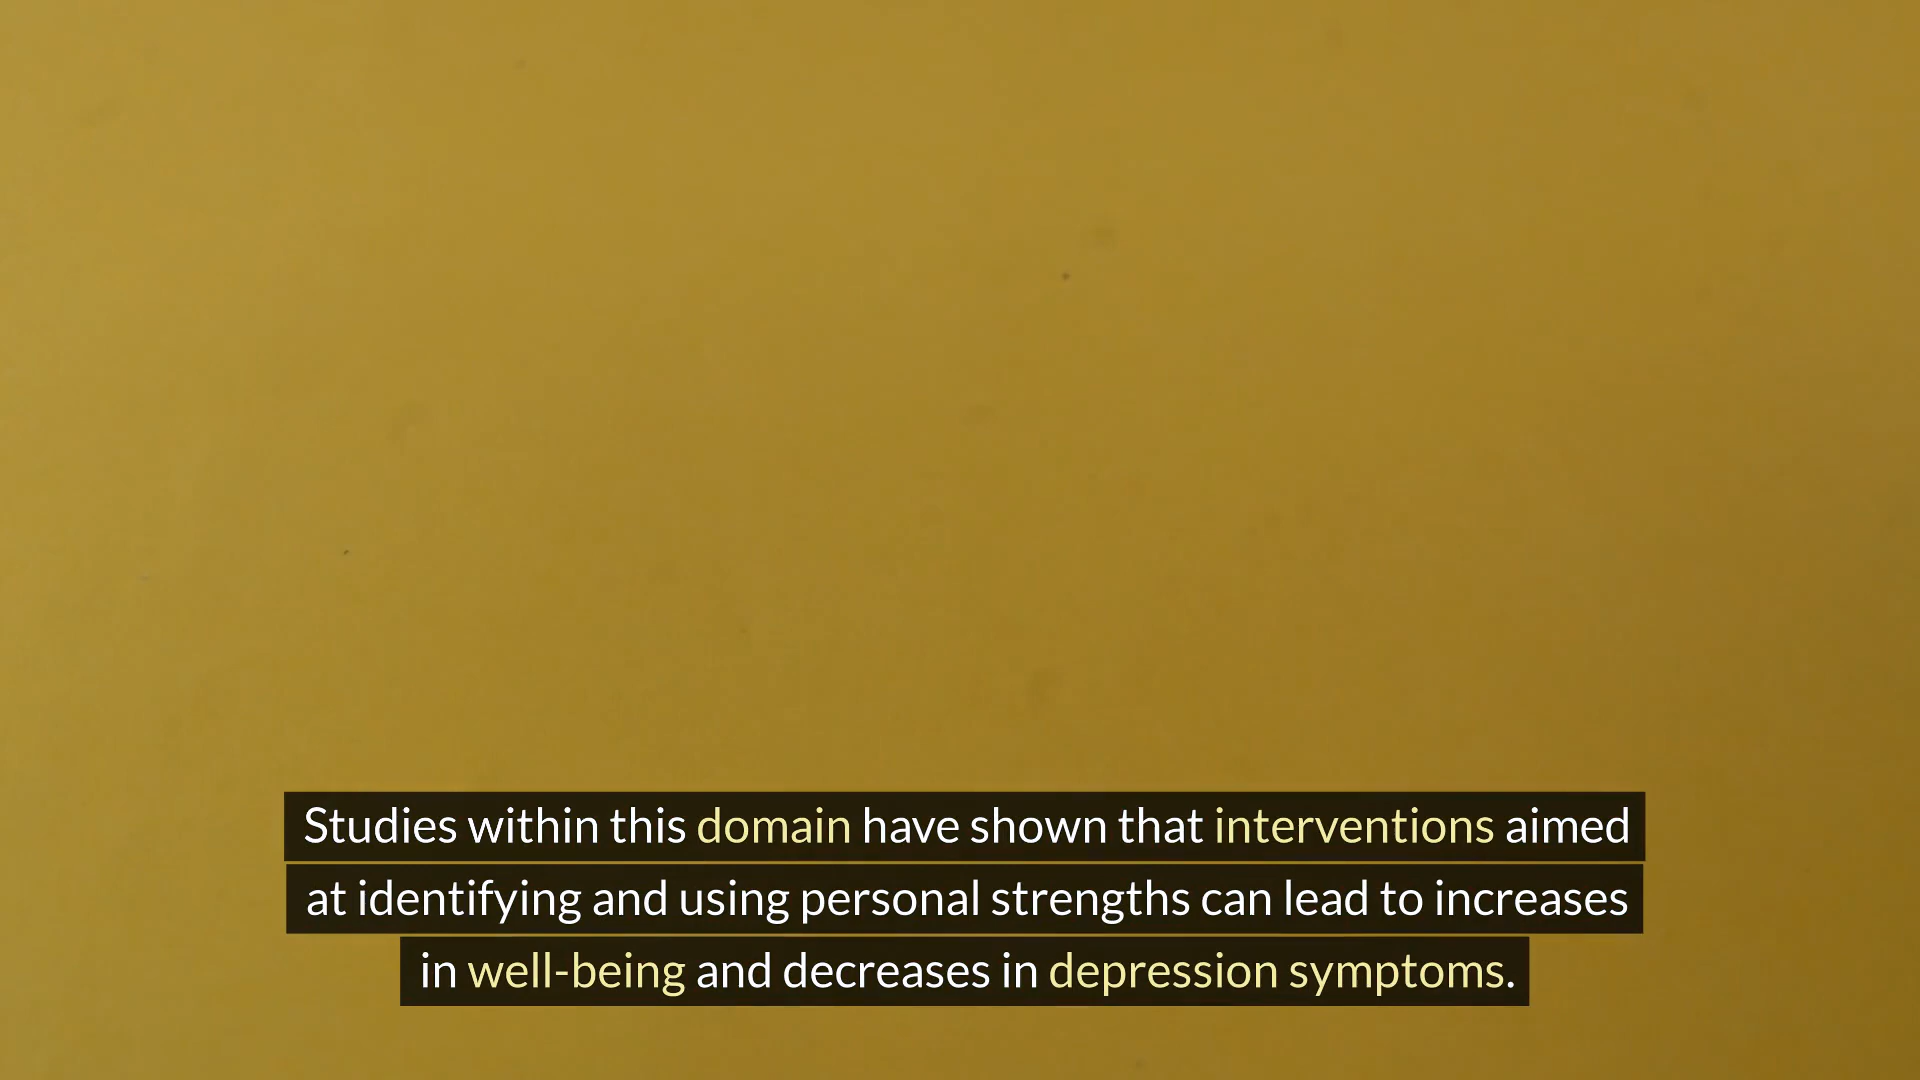 Studies within this domain have shown that interventions aimed
at identifying and using personal strengths can lead to increases
in well-being and decreases in depression symptoms.